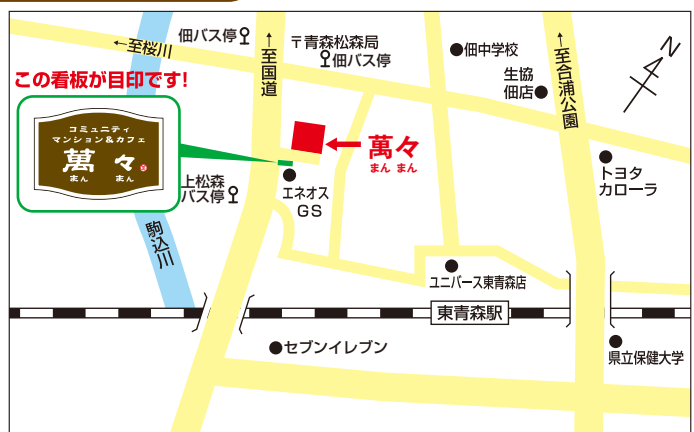 ←至桜川
佃バス停
←至国道
〒青森松森局
佃バス停
佃中学校
生協
佃店
←至合浦公園
N
この看板が目印です!
コミュニティ
マンション&カフェ
萬々
まん まん
萬々
まん まん
トヨタ
カローラ
上松森
バス停
エネオス
GS
駒込川
ユニバース東青森店
東青森駅
セブンイレブン
県立保健大学